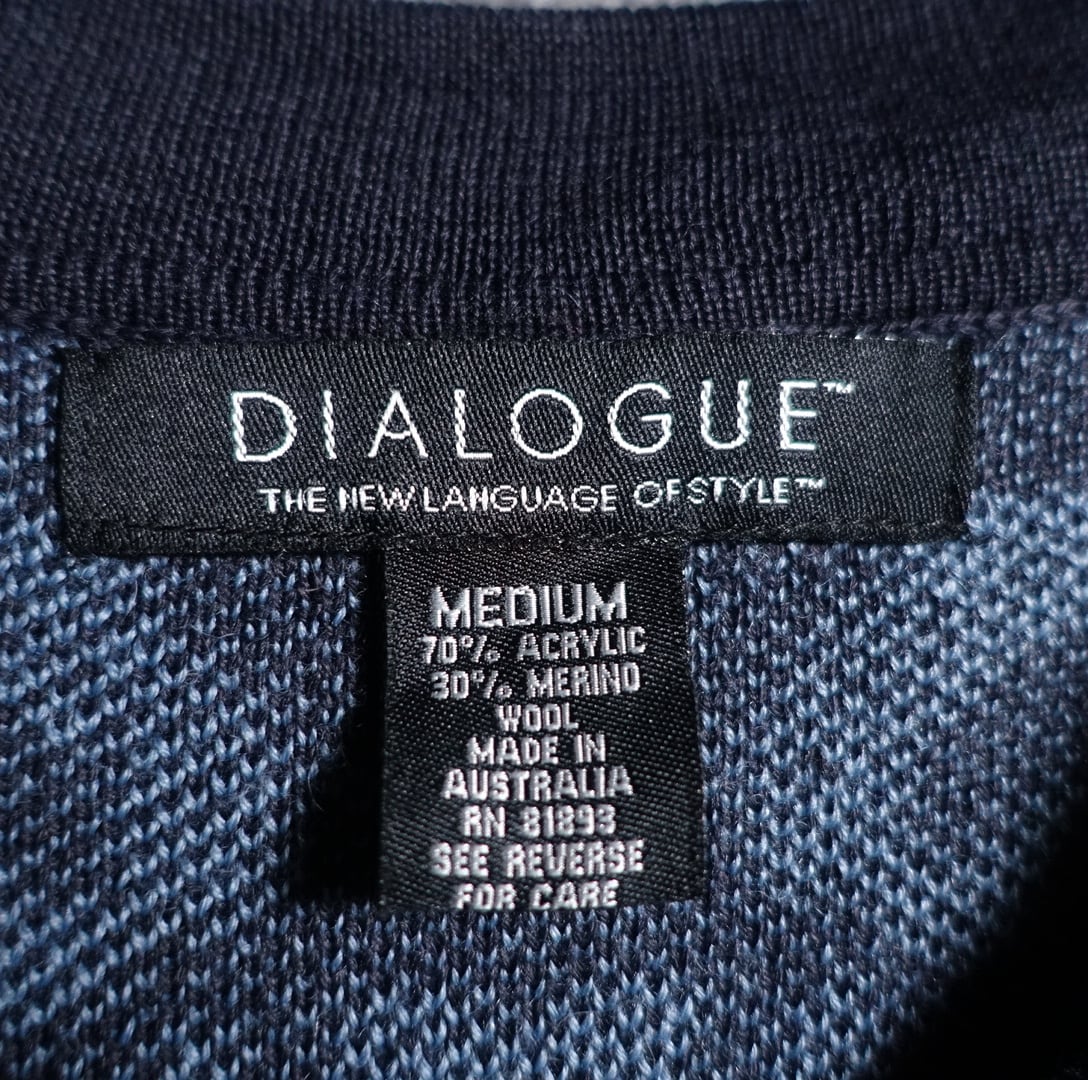 DIALOGUE™
THE NEW LANGUAGE OF STYLE™
MEDIUM
70% ACRYLIC
30% MERINO
WOOL
MADE IN
AUSTRALIA
RN 81893
SEE REVERSE
FOR CARE